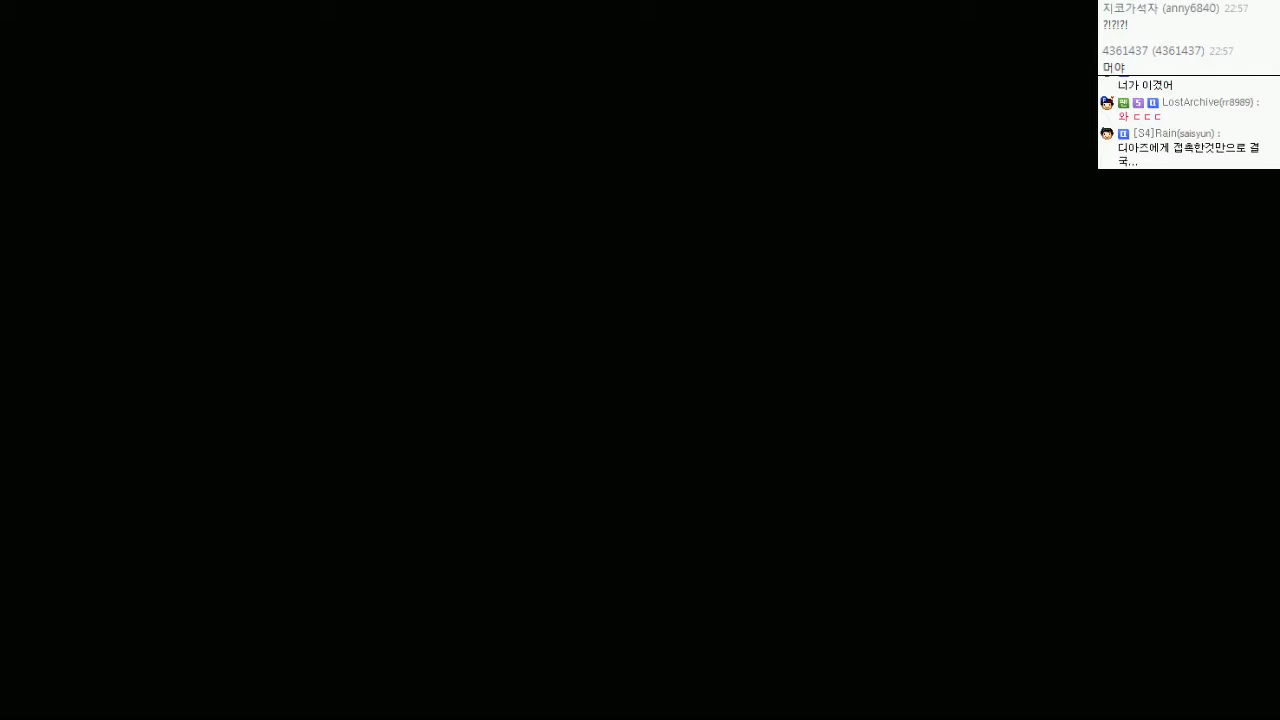 지코가석자 (anny6840) 22:57
?!?!?!
4361437 (4361437) 22:57
머야
너가 이겼어
팬 5 LostArchive(rr8989) :
와 ㄷㄷㄷ
[S4]Rain(saisyun) :
디아즈에게 접촉한것만으로 결
국...